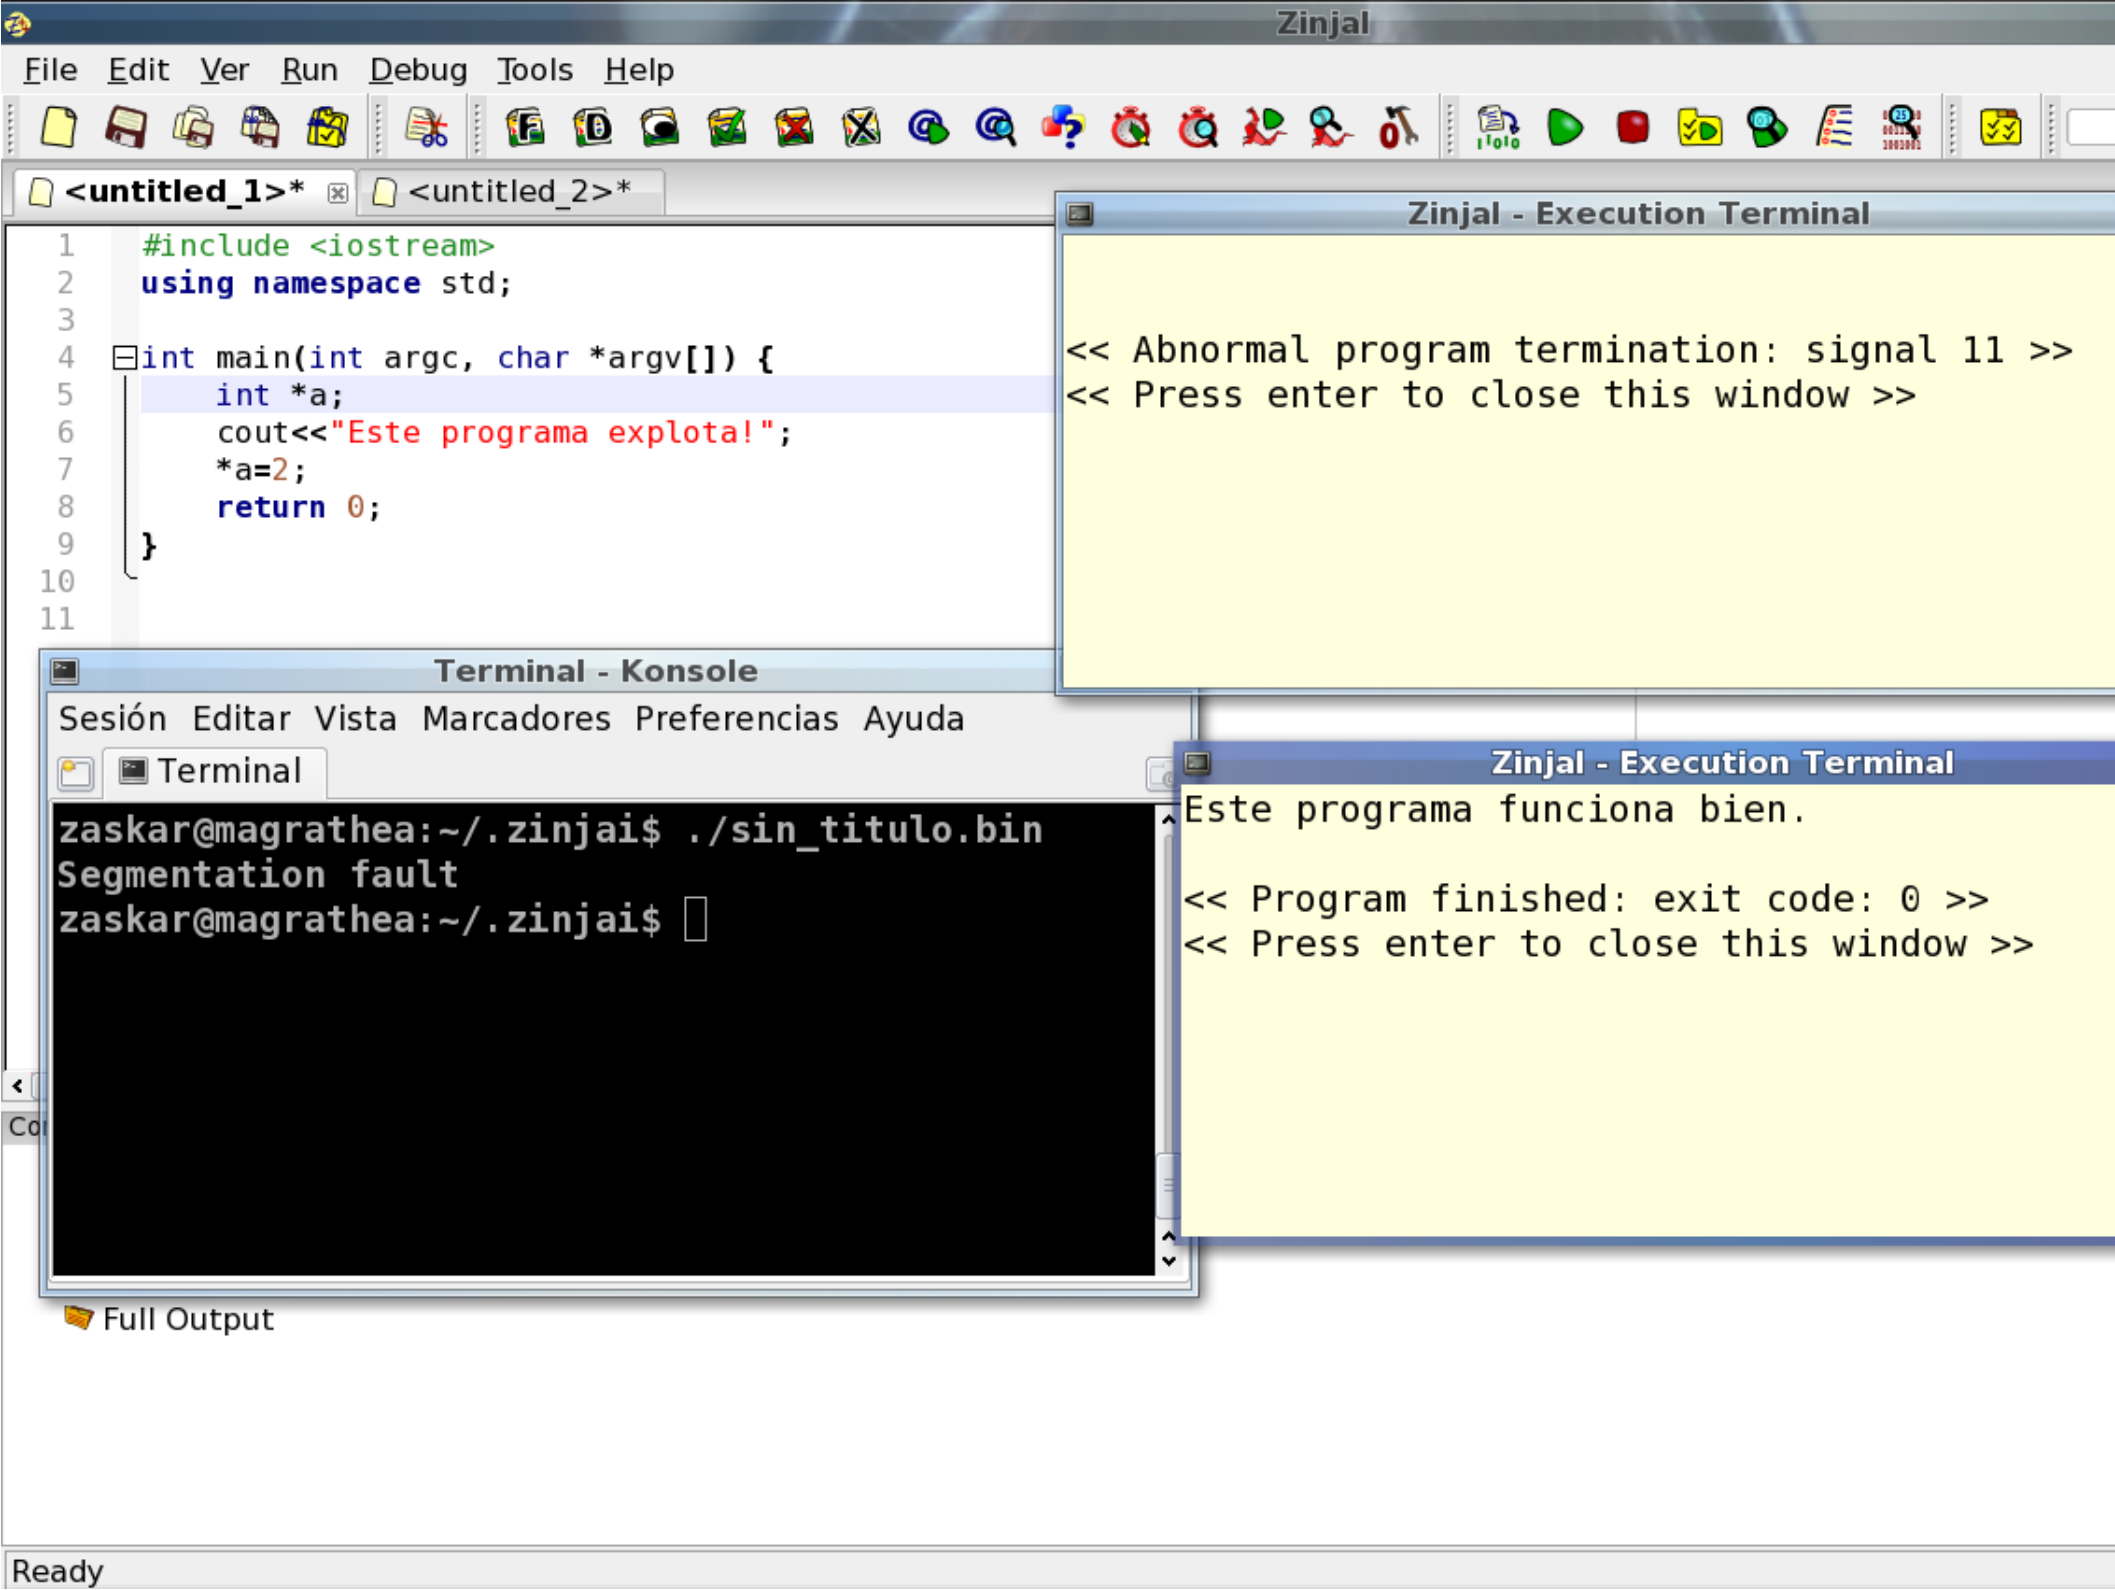 ZinjaI
File Edit Ver Run Debug Tools Help
<untitled_1>* <untitled_2>*
1 #include <iostream>
2 using namespace std;
3
4 int main(int argc, char *argv[]) {
5 int *a;
6 cout<<"Este programa explota!";
7 *a=2;
8 return 0;
9 }
10
11
ZinjaI - Execution Terminal
<< Abnormal program termination: signal 11 >>
<< Press enter to close this window >>
Terminal - Konsole
Sesión Editar Vista Marcadores Preferencias Ayuda
Terminal
zaskar@magrathea:~/.zinjai$ ./sin_titulo.bin
Segmentation fault
zaskar@magrathea:~/.zinjai$
ZinjaI - Execution Terminal
Este programa funciona bien.
<< Program finished: exit code: 0 >>
<< Press enter to close this window >>
Full Output
Ready